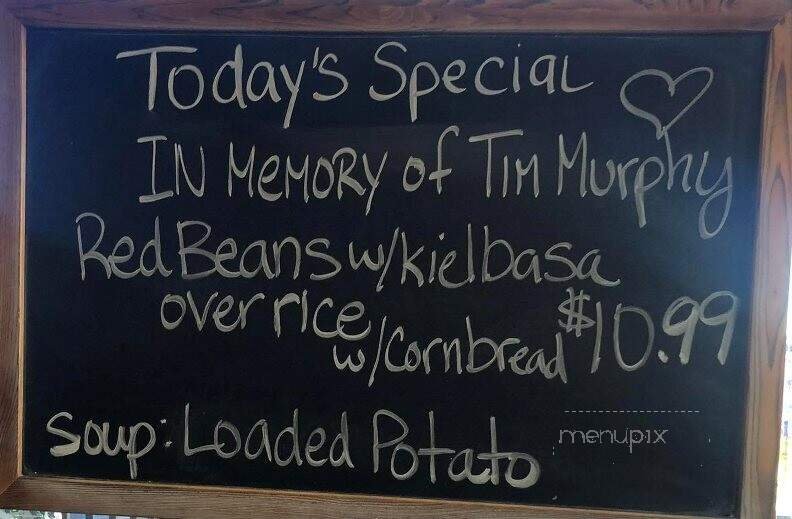 Today's Special
IN MEMORY of TIM Murphy
Red Beans w/kielbasa
over rice
w/Cornbread $10.99
Soup: Loaded Potato
menupix